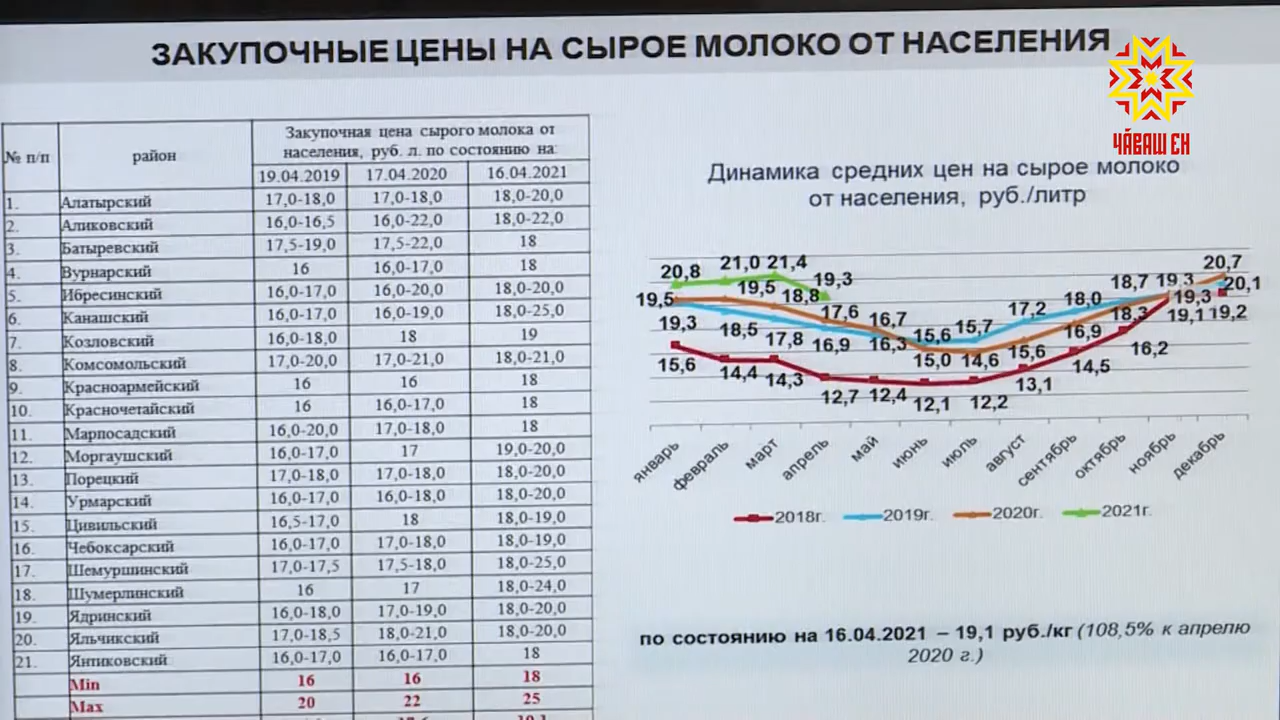 ЗАКУПОЧНЫЕ ЦЕНЫ НА СЫРОЕ МОЛОКО ОТ НАСЕЛЕНИЯ
ЧӐВАШ ЕН
№ п/п район Закупочная цена сырого молока от
населения, руб. л. по состоянию на:
19.04.2019 17.04.2020 16.04.2021
1. Алатырский 17,0-18,0 17,0-18,0 18,0-20,0
2. Аликовский 16,0-16,5 16,0-22,0 18,0-22,0
3. Батыревский 17,5-19,0 17,5-22,0 18
4. Вурнарский 16 16,0-17,0 18
5. Ибресинский 16,0-17,0 16,0-20,0 18,0-20,0
6. Канашский 16,0-17,0 16,0-19,0 18,0-25,0
7. Козловский 16,0-18,0 18 19
8. Комсомольский 17,0-20,0 17,0-21,0 18,0-21,0
9. Красноармейский 16 16 18
10. Красночетайский 16 16,0-17,0 18
11. Марпосадский 16,0-20,0 17,0-18,0 18
12. Моргаушский 16,0-17,0 17 19,0-20,0
13. Порецкий 17,0-18,0 17,0-18,0 18,0-20,0
14. Урмарский 16,0-17,0 16,0-18,0 18,0-20,0
15. Цивильский 16,5-17,0 18 18,0-19,0
16. Чебоксарский 16,0-17,0 17,0-18,0 18,0-19,0
17. Шемуршинский 17,0-17,5 17,5-18,0 18,0-25,0
18. Шумерлинский 16 17 18,0-24,0
19. Ядринский 16,0-18,0 17,0-19,0 18,0-20,0
20. Яльчикский 17,0-18,5 18,0-21,0 18,0-20,0
21. Янтиковский 16,0-17,0 16,0-17,0 18
Min 16 16 18
Max 20 22 25
Динамика средних цен на сырое молоко
от населения, руб./литр
20,8 21,0 21,4 19,3 18,7 19,3 20,7
19,5 19,5 18,8 17,6 16,7 15,6 15,7 17,2 18,0 18,3 19,3 20,1
19,3 18,5 17,8 16,9 16,3 15,0 14,6 15,6 16,9 19,1 19,2
15,6 14,4 14,3 12,7 12,4 12,1 12,2 13,1 14,5 16,2
январь февраль март апрель май июнь июль август сентябрь октябрь ноябрь декабрь
2018г. 2019г. 2020г. 2021г.
по состоянию на 16.04.2021 – 19,1 руб./кг (108,5% к апрелю
2020 г.)